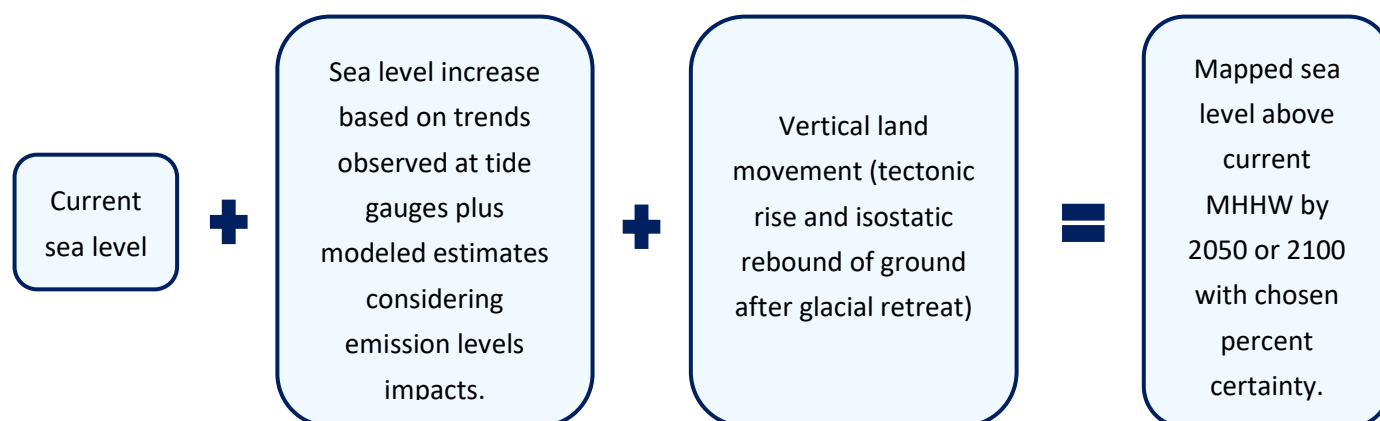 Current
sea level
Sea level increase
based on trends
observed at tide
gauges plus
modeled estimates
considering
emission levels
impacts.
Vertical land
movement (tectonic
rise and isostatic
rebound of ground
after glacial retreat)
Mapped sea
level above
current
MHHW by
2050 or 2100
with chosen
percent
certainty.